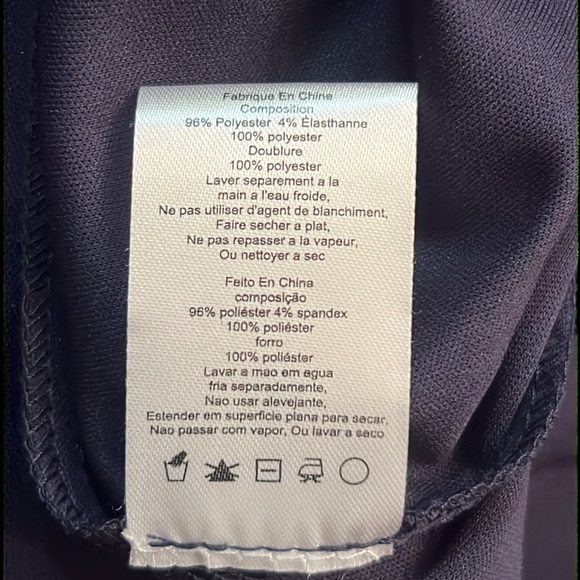 Fabrique En Chine
Composition
96% Polyester 4% Élasthanne
100% polyester
Doublure
100% polyester
Laver separement a la
main a l'eau froide,
Ne pas utiliser d'agent de blanchiment,
Faire secher a plat,
Ne pas repasser a la vapeur,
Ou nettoyer a sec
Feito En China
composição
96% poliéster 4% spandex
100% poliéster
forro
100% poliéster
Lavar a mao em agua
fria separadamente,
Nao usar alevejante,
Estender em superficie plana para secar,
Nao passar com vapor, Ou lavar a seco